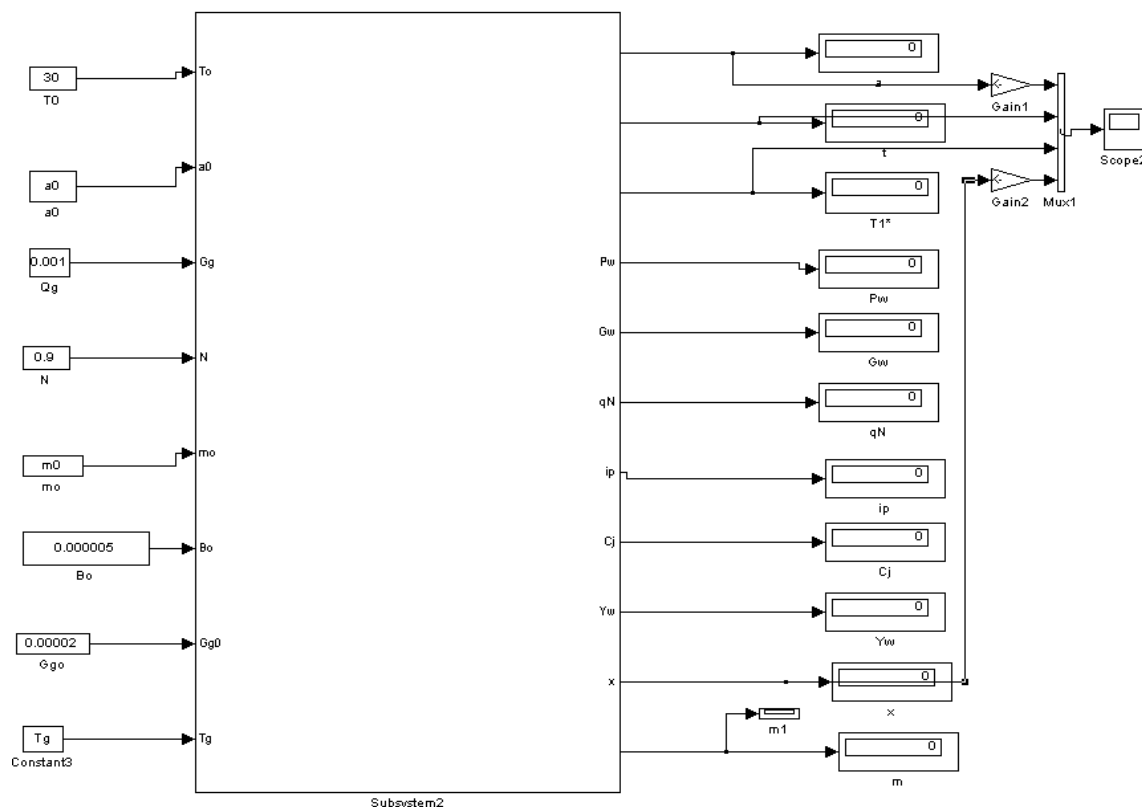 30
T0
a0
a0
0.001
Qg
0.9
N
m0
mo
0.000005
Bo
0.00002
Ggo
Tg
Constant3
To
a0
Gg
N
mo
Bo
Gg0
Tg
Pw
Gw
qN
ip
Cj
Yw
x
Subsystem2
0
a
0
t
0
T1*
0
Pw
0
Gw
0
qN
0
ip
0
Cj
0
Yw
0
x
m1
0
m
Gain1
Gain2
Mux1
Scope2